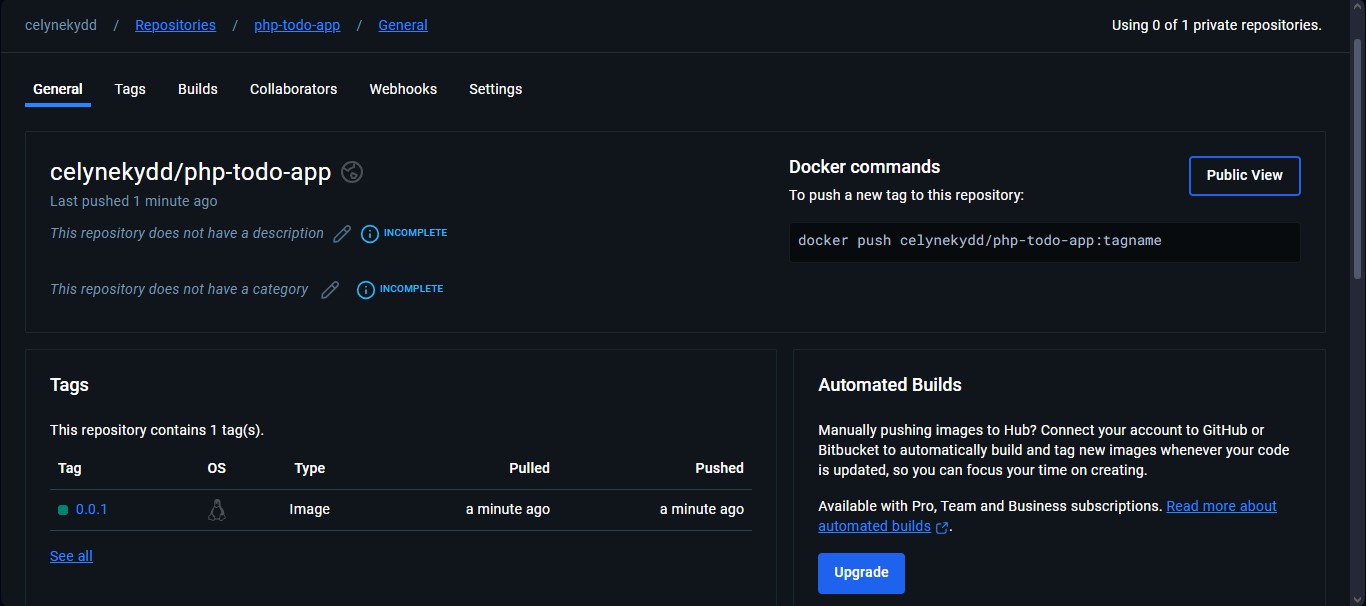 celynekydd / Repositories / php-todo-app / General
Using 0 of 1 private repositories.
General Tags Builds Collaborators Webhooks Settings
celynekydd/php-todo-app
Last pushed 1 minute ago
This repository does not have a description INCOMPLETE
This repository does not have a category INCOMPLETE
Docker commands
Public View
To push a new tag to this repository:
docker push celynekydd/php-todo-app:tagname
Tags
This repository contains 1 tag(s).
Tag OS Type Pulled Pushed
0.0.1 Image a minute ago a minute ago
See all
Automated Builds
Manually pushing images to Hub? Connect your account to GitHub or
Bitbucket to automatically build and tag new images whenever your code
is updated, so you can focus your time on creating.
Available with Pro, Team and Business subscriptions. Read more about
automated builds .
Upgrade